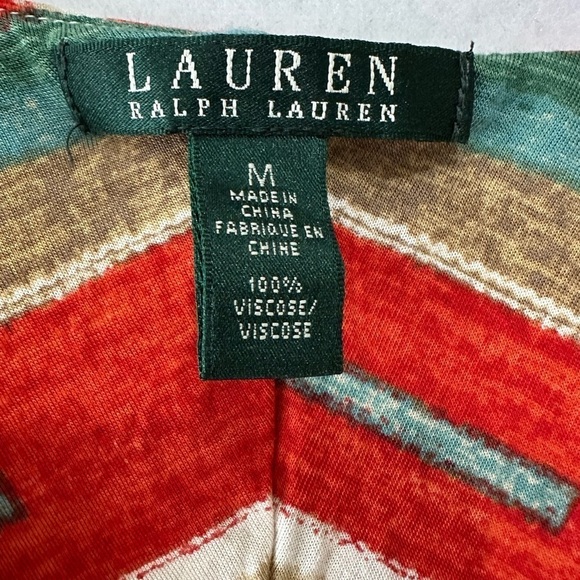 LAUREN
RALPH LAUREN
M
MADE IN
CHINA
FABRIQUE EN
CHINE
100%
VISCOSE/
VISCOSE